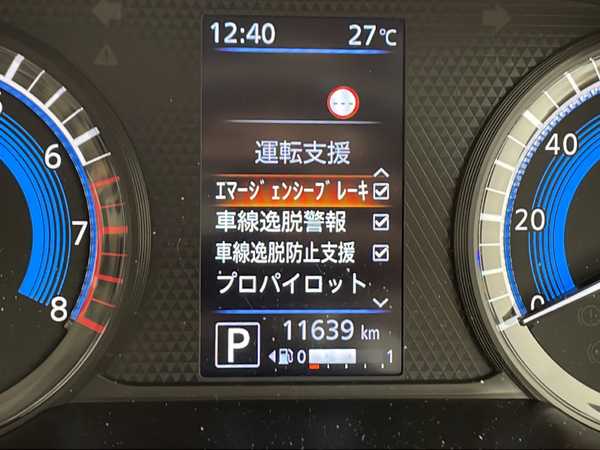 12:40 27℃
運転支援
エマージェンシーブレーキ
車線逸脱警報
車線逸脱防止支援
プロパイロット
P 11639 km
0 1
6
7
8
40
20
0